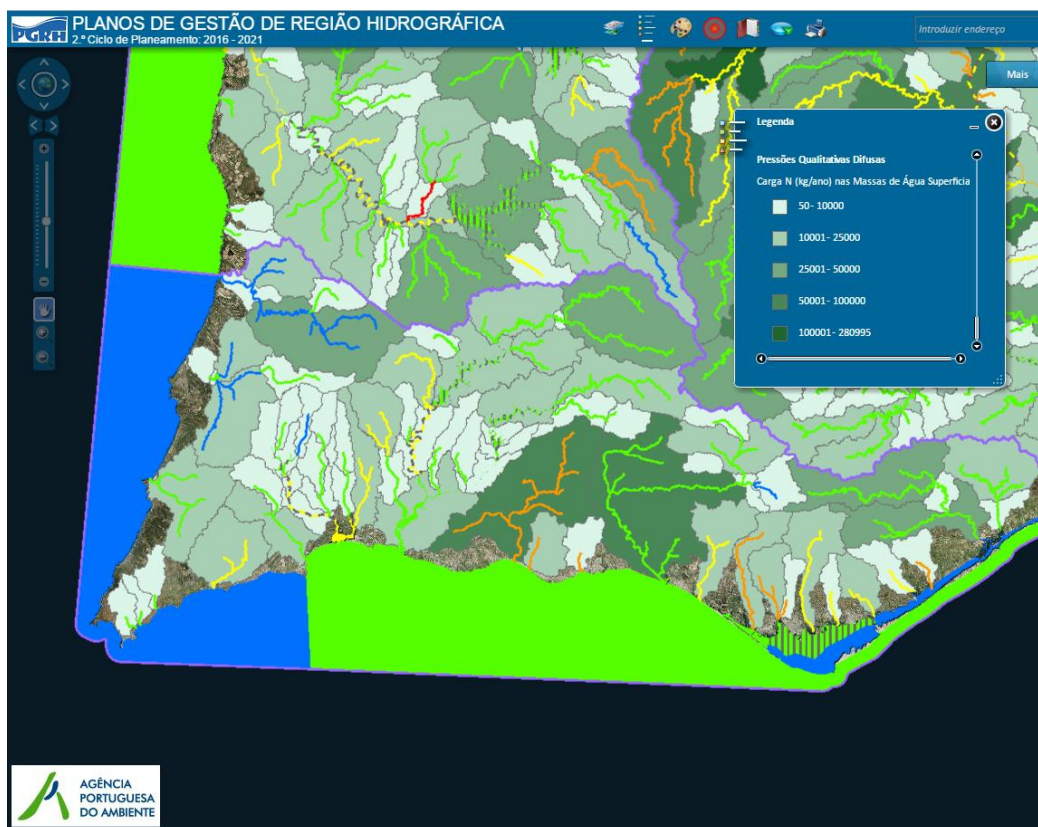 PGRH
PLANOS DE GESTÃO DE REGIÃO HIDROGRÁFICA
2.º Ciclo de Planeamento: 2016 - 2021
Introduzir endereço
Mais
Legenda
Pressões Qualitativas Difusas
Carga N (kg/ano) nas Massas de Água Superficia
50- 10000
10001- 25000
25001- 50000
50001- 100000
100001- 280995
AGÊNCIA
PORTUGUESA
DO AMBIENTE